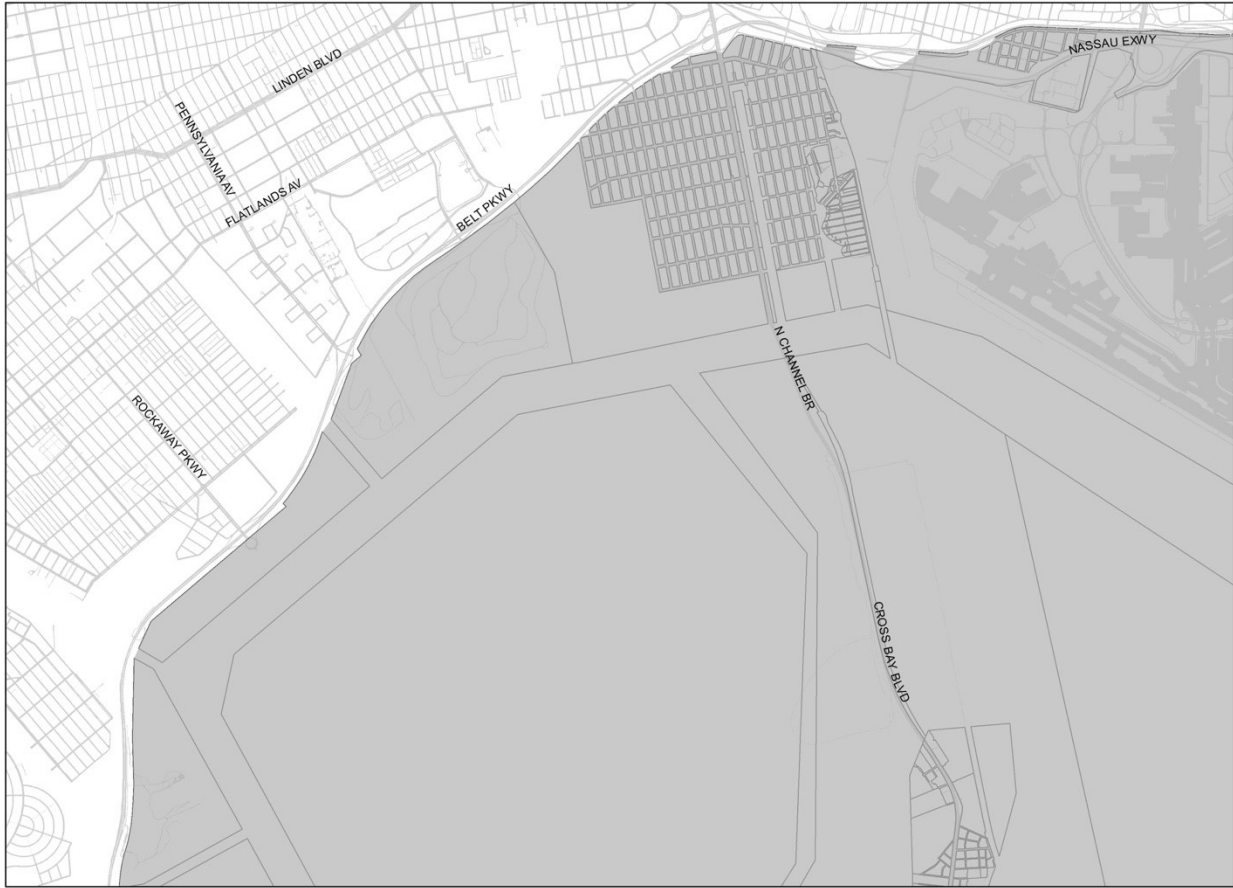 NASSAU EXWY
LINDEN BLVD
PENNSYLVANIA AV
FLATLANDS AV
BELT PKWY
N CHANNEL BR
ROCKAWAY PKWY
CROSS BAY BLVD